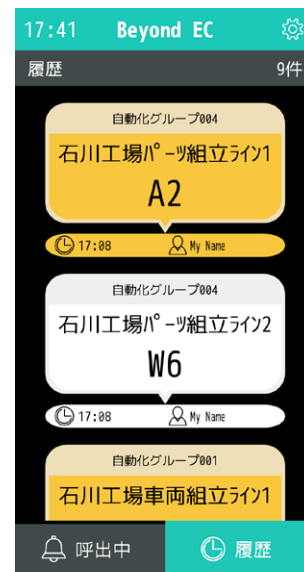 17:41 Beyond EC
履歴 9件
自動化グループ004
石川工場ﾊﾟｰﾂ組立ﾗｲﾝ1
A2
17:08 My Name
自動化グループ004
石川工場ﾊﾟｰﾂ組立ﾗｲﾝ2
W6
17:08 My Name
自動化グループ001
石川工場車両組立ﾗｲﾝ1
呼出中 履歴